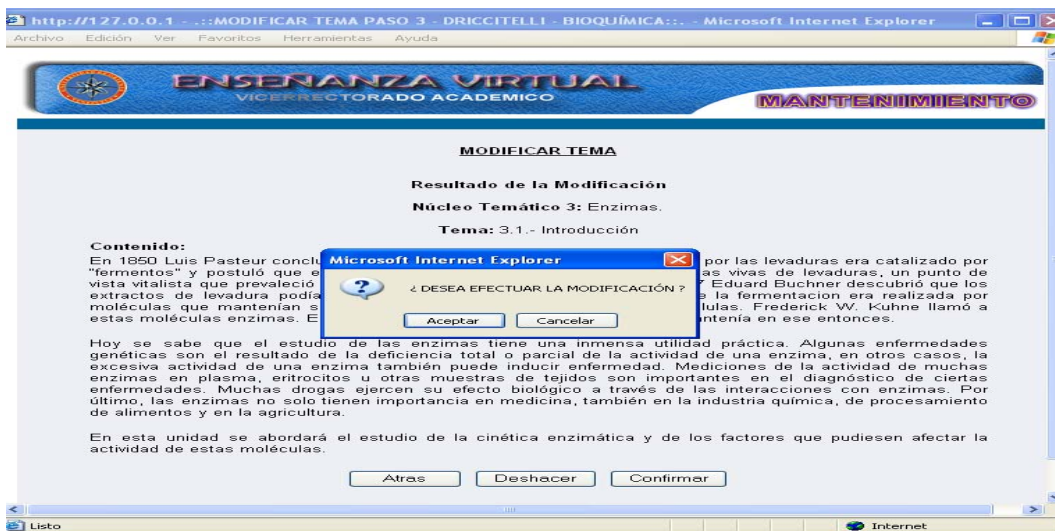 http://127.0.0.1 - .::MODIFICAR TEMA PASO 3 - DRICCITELLI - BIOQUÍMICA::. - Microsoft Internet Explorer
Archivo Edición Ver Favoritos Herramientas Ayuda
ENSEÑANZA VIRTUAL
VICERRECTORADO ACADEMICO
MANTENIMIENTO
MODIFICAR TEMA
Resultado de la Modificación
Núcleo Temático 3: Enzimas.
Tema: 3.1.- Introducción
Contenido:
En 1850 Luis Pasteur conclu por las levaduras era catalizado por
"fermentos" y postuló que e as vivas de levaduras, un punto de
vista vitalista que prevaleció 7 Eduard Buchner descubrió que los
extractos de levadura podía e la fermentacion era realizada por
moléculas que mantenían s lulas. Frederick W. Kuhne llamó a
estas moléculas enzimas. E ntenía en ese entonces.
Microsoft Internet Explorer
¿ DESEA EFECTUAR LA MODIFICACIÓN ?
Aceptar Cancelar
Hoy se sabe que el estudio de las enzimas tiene una inmensa utilidad práctica. Algunas enfermedades
genéticas son el resultado de la deficiencia total o parcial de la actividad de una enzima, en otros casos, la
excesiva actividad de una enzima también puede inducir enfermedad. Mediciones de la actividad de muchas
enzimas en plasma, eritrocitos u otras muestras de tejidos son importantes en el diagnóstico de ciertas
enfermedades. Muchas drogas ejercen su efecto biológico a través de las interacciones con enzimas. Por
último, las enzimas no solo tienen importancia en medicina, también en la industria química, de procesamiento
de alimentos y en la agricultura.
En esta unidad se abordará el estudio de la cinética enzimática y de los factores que pudiesen afectar la
actividad de estas moléculas.
Atras Deshacer Confirmar
Listo Internet